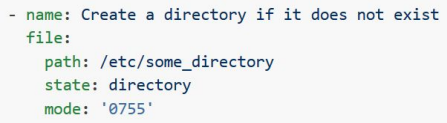 - name: Create a directory if it does not exist
  file:
    path: /etc/some_directory
    state: directory
    mode: '0755'